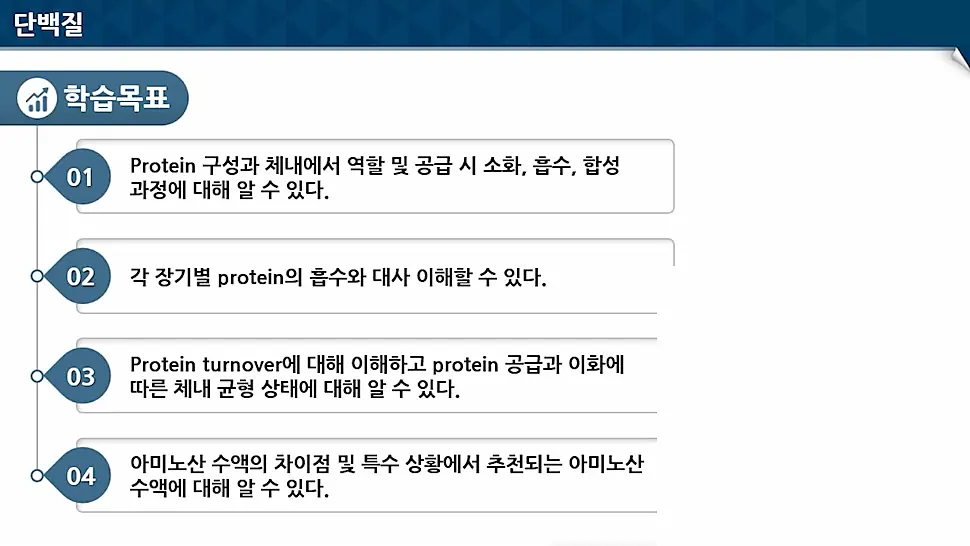 단백질
학습목표
01
Protein 구성과 체내에서 역할 및 공급 시 소화, 흡수, 합성
과정에 대해 알 수 있다.
02
각 장기별 protein의 흡수와 대사 이해할 수 있다.
03
Protein turnover에 대해 이해하고 protein 공급과 이화에
따른 체내 균형 상태에 대해 알 수 있다.
04
아미노산 수액의 차이점 및 특수 상황에서 추천되는 아미노산
수액에 대해 알 수 있다.